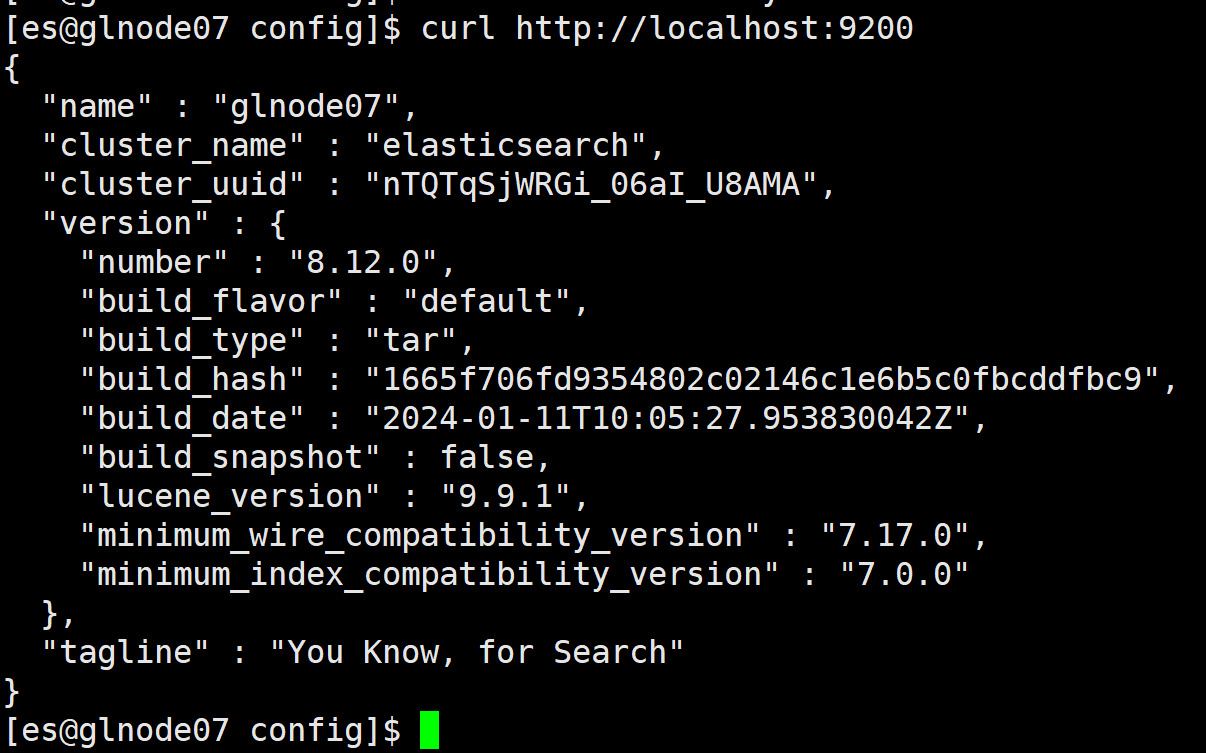 [es@glnode07 config]$ curl http://localhost:9200
{
  "name" : "glnode07",
  "cluster_name" : "elasticsearch",
  "cluster_uuid" : "nTQTqSjWRGi_06aI_U8AMA",
  "version" : {
    "number" : "8.12.0",
    "build_flavor" : "default",
    "build_type" : "tar",
    "build_hash" : "1665f706fd9354802c02146c1e6b5c0fbcddfbc9",
    "build_date" : "2024-01-11T10:05:27.953830042Z",
    "build_snapshot" : false,
    "lucene_version" : "9.9.1",
    "minimum_wire_compatibility_version" : "7.17.0",
    "minimum_index_compatibility_version" : "7.0.0"
  },
  "tagline" : "You Know, for Search"
}
[es@glnode07 config]$